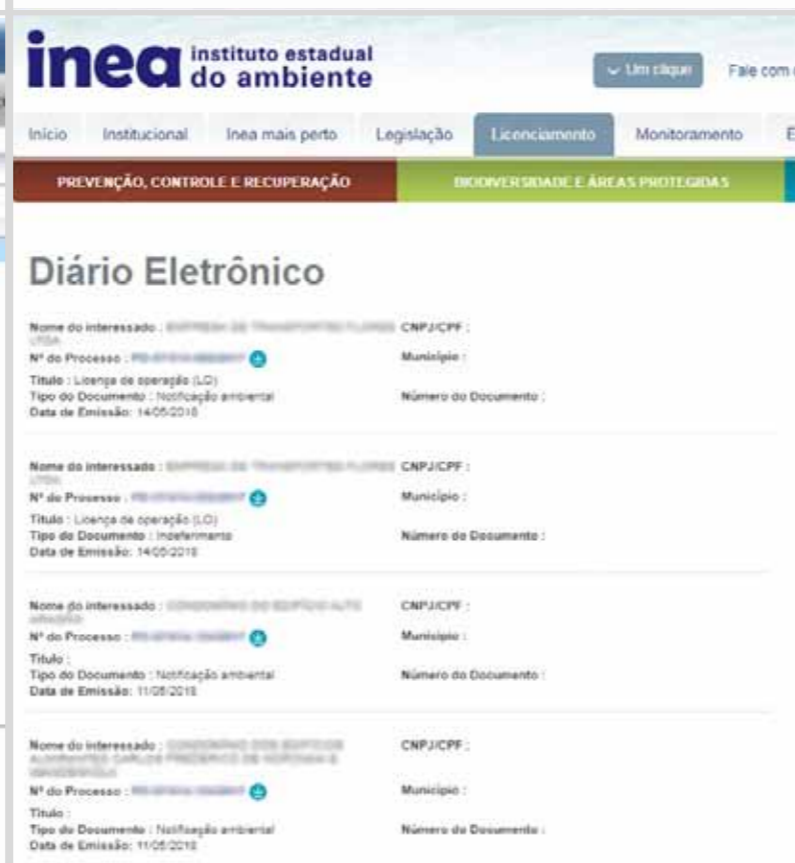 inea instituto estadual
do ambiente
Um clique
Fale com
Início Institucional Inea mais perto Legislação Licenciamento Monitoramento E
PREVENÇÃO, CONTROLE E RECUPERAÇÃO BIODIVERSIDADE E ÁREAS PROTEGIDAS
Diário Eletrônico
Nome do interessado : CNPJ/CPF :
Nº do Processo : Município :
Título : Licença de operação (LO)
Tipo do Documento : Notificação ambiental Número do Documento :
Data de Emissão: 14/05/2018
Nome do interessado : CNPJ/CPF :
Nº do Processo : Município :
Título : Licença de operação (LO)
Tipo do Documento : Indeferimento Número do Documento :
Data de Emissão: 14/05/2018
Nome do interessado : CNPJ/CPF :
Nº do Processo : Município :
Título :
Tipo do Documento : Notificação ambiental Número do Documento :
Data de Emissão: 11/05/2018
Nome do interessado : CNPJ/CPF :
Nº do Processo : Município :
Título :
Tipo do Documento : Notificação ambiental Número do Documento :
Data de Emissão: 11/05/2018